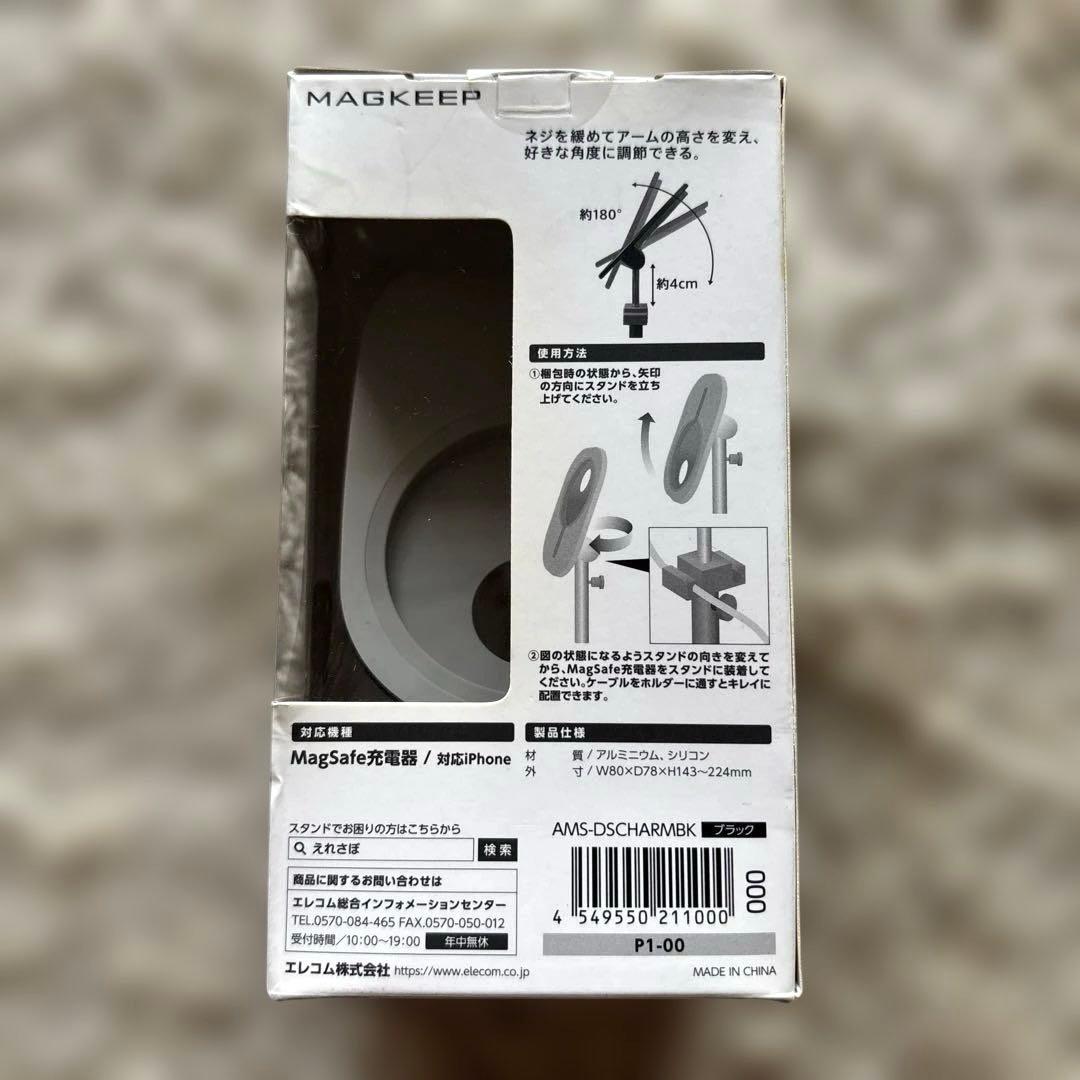 MAGKEEP
ネジを緩めてアームの高さを変え、
好きな角度に調節できる。
約180°
約4cm
使用方法
①梱包時の状態から、矢印
の方向にスタンドを立ち
上げてください。
②図の状態になるようスタンドの向きを変えて
から、MagSafe充電器をスタンドに装着して
ください。ケーブルをホルダーに通すとキレイに
配置できます。
対応機種
MagSafe充電器 / 対応iPhone
製品仕様
材質/アルミニウム、シリコン
外寸/W80×D78×H143～224mm
スタンドでお困りの方はこちらから
えれさぽ 検索
商品に関するお問い合わせは
エレコム総合インフォメーションセンター
TEL.0570-084-465 FAX.0570-050-012
受付時間/10:00～19:00 年中無休
エレコム株式会社 https://www.elecom.co.jp
AMS-DSCHARMBK ブラック
4 549550 211000
000
P1-00
MADE IN CHINA